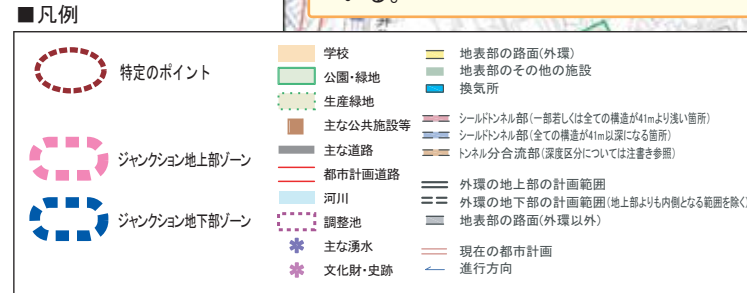 いる。
■凡例
特定のポイント
ジャンクション地上部ゾーン
ジャンクション地下部ゾーン
学校
公園・緑地
生産緑地
主な公共施設等
主な道路
都市計画道路
河川
調整池
主な湧水
文化財・史跡
地表部の路面(外環)
地表部のその他の施設
換気所
シールドトンネル部(一部若しくは全ての構造が41mより浅い箇所)
シールドトンネル部(全ての構造が41m以深になる箇所)
トンネル分合流部(深度区分については注書き参照)
外環の地上部の計画範囲
外環の地下部の計画範囲(地上部よりも内側となる範囲を除く)
地表部の路面(外環以外)
現在の都市計画
進行方向